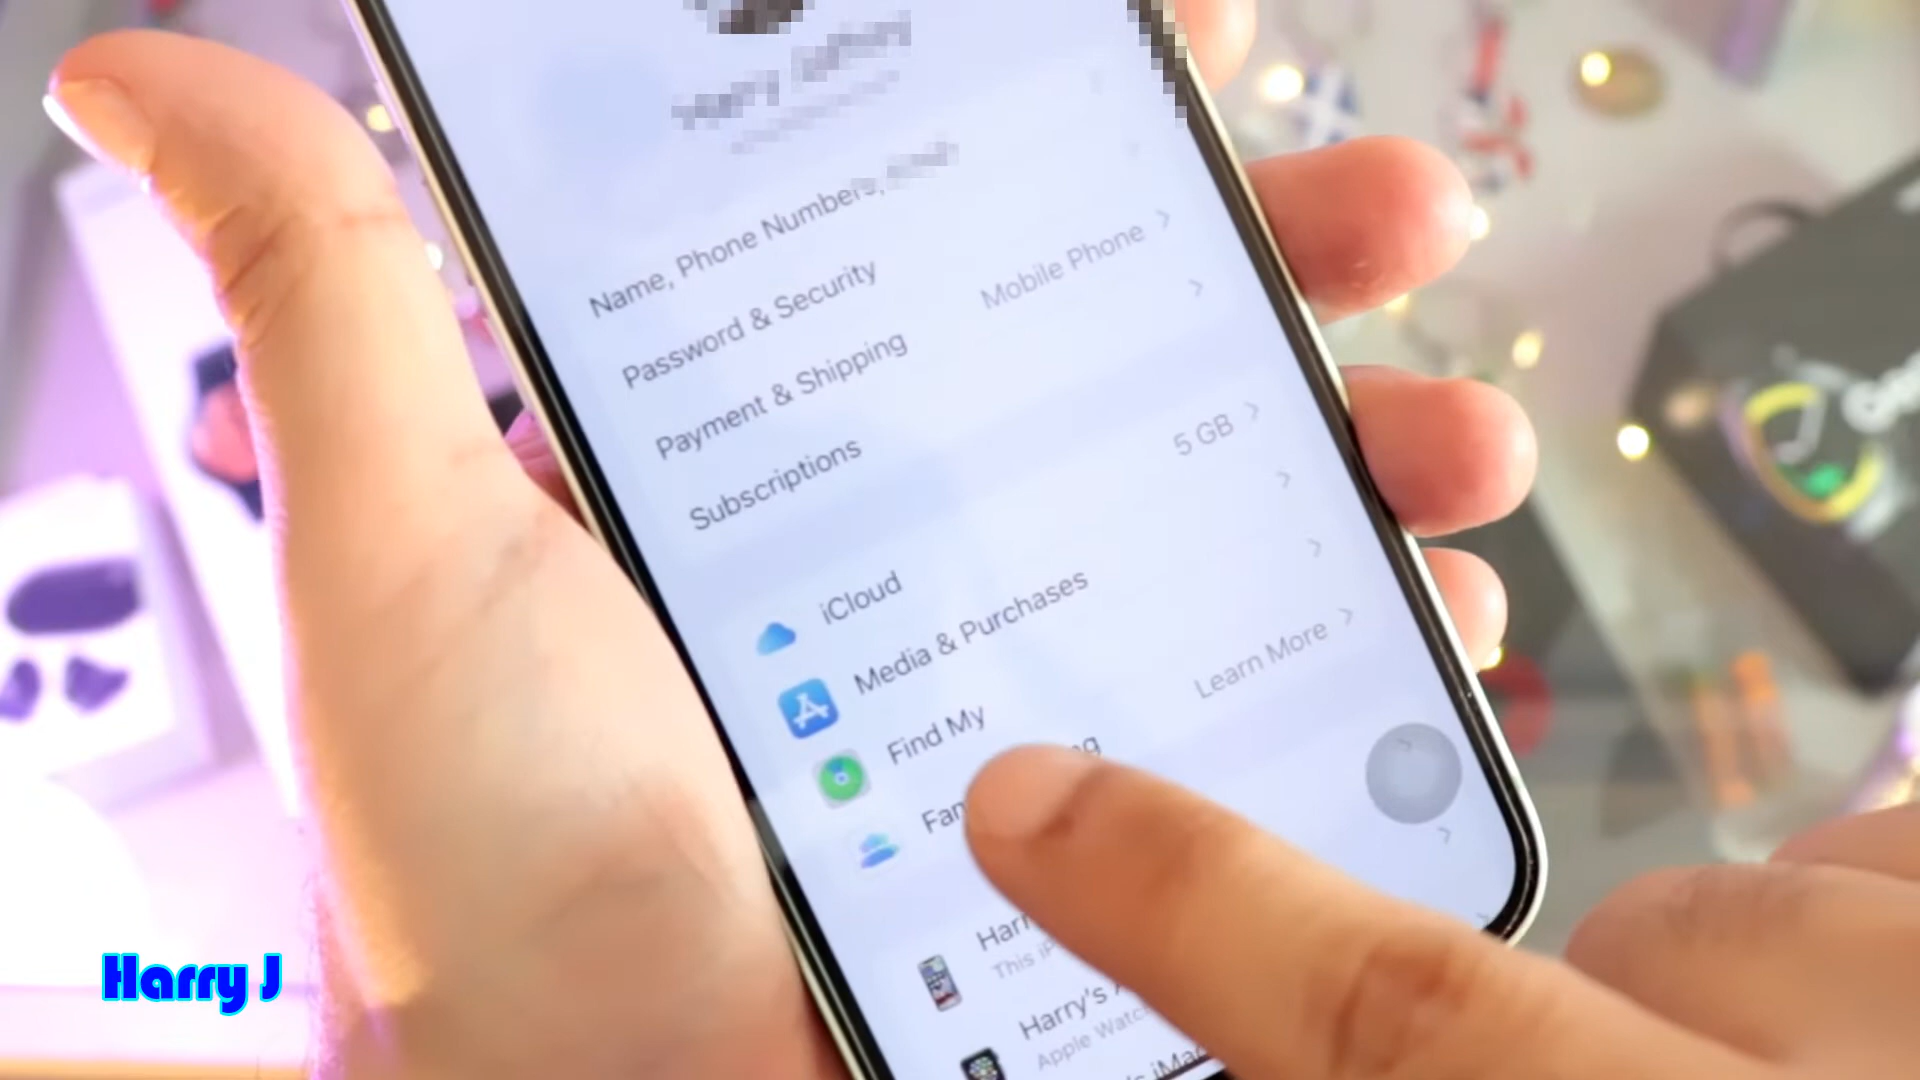 Name, Phone Numbers,
Password & Security
Payment & Shipping
Mobile Phone
Subscriptions
iCloud
5 GB
Media & Purchases
Find My
Learn More
Harry's
Apple Watch
Harry J